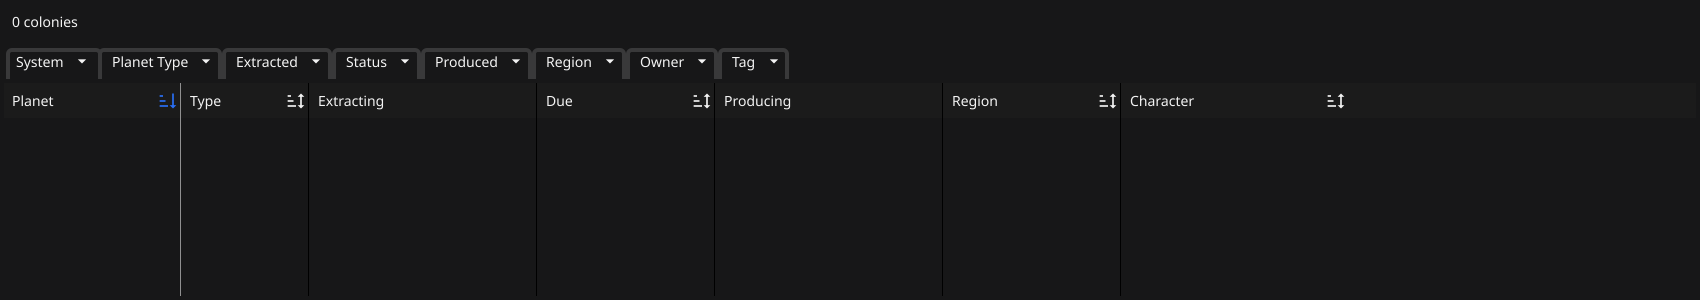 0 colonies
System Planet Type Extracted Status Produced Region Owner Tag
Planet Type Extracting Due Producing Region Character